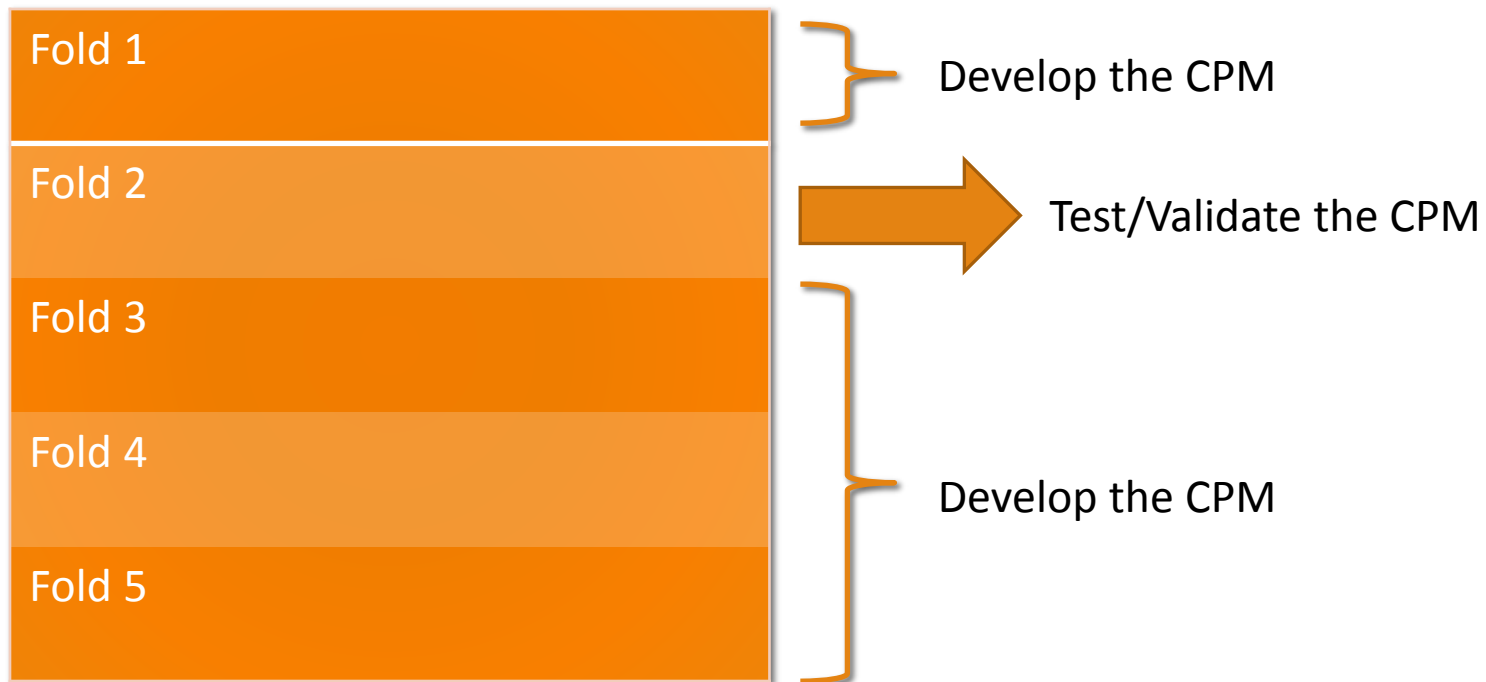 Fold 1
Develop the CPM
Fold 2
Test/Validate the CPM
Fold 3
Fold 4
Develop the CPM
Fold 5